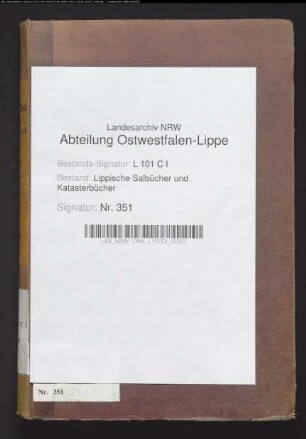 Landesarchiv NRW
Abteilung Ostwestfalen-Lippe
Bestands-Signatur: L 101 C I
Bestand: Lippische Salbücher und
Katasterbücher
Signatur: Nr. 351
C I
Nr. 351